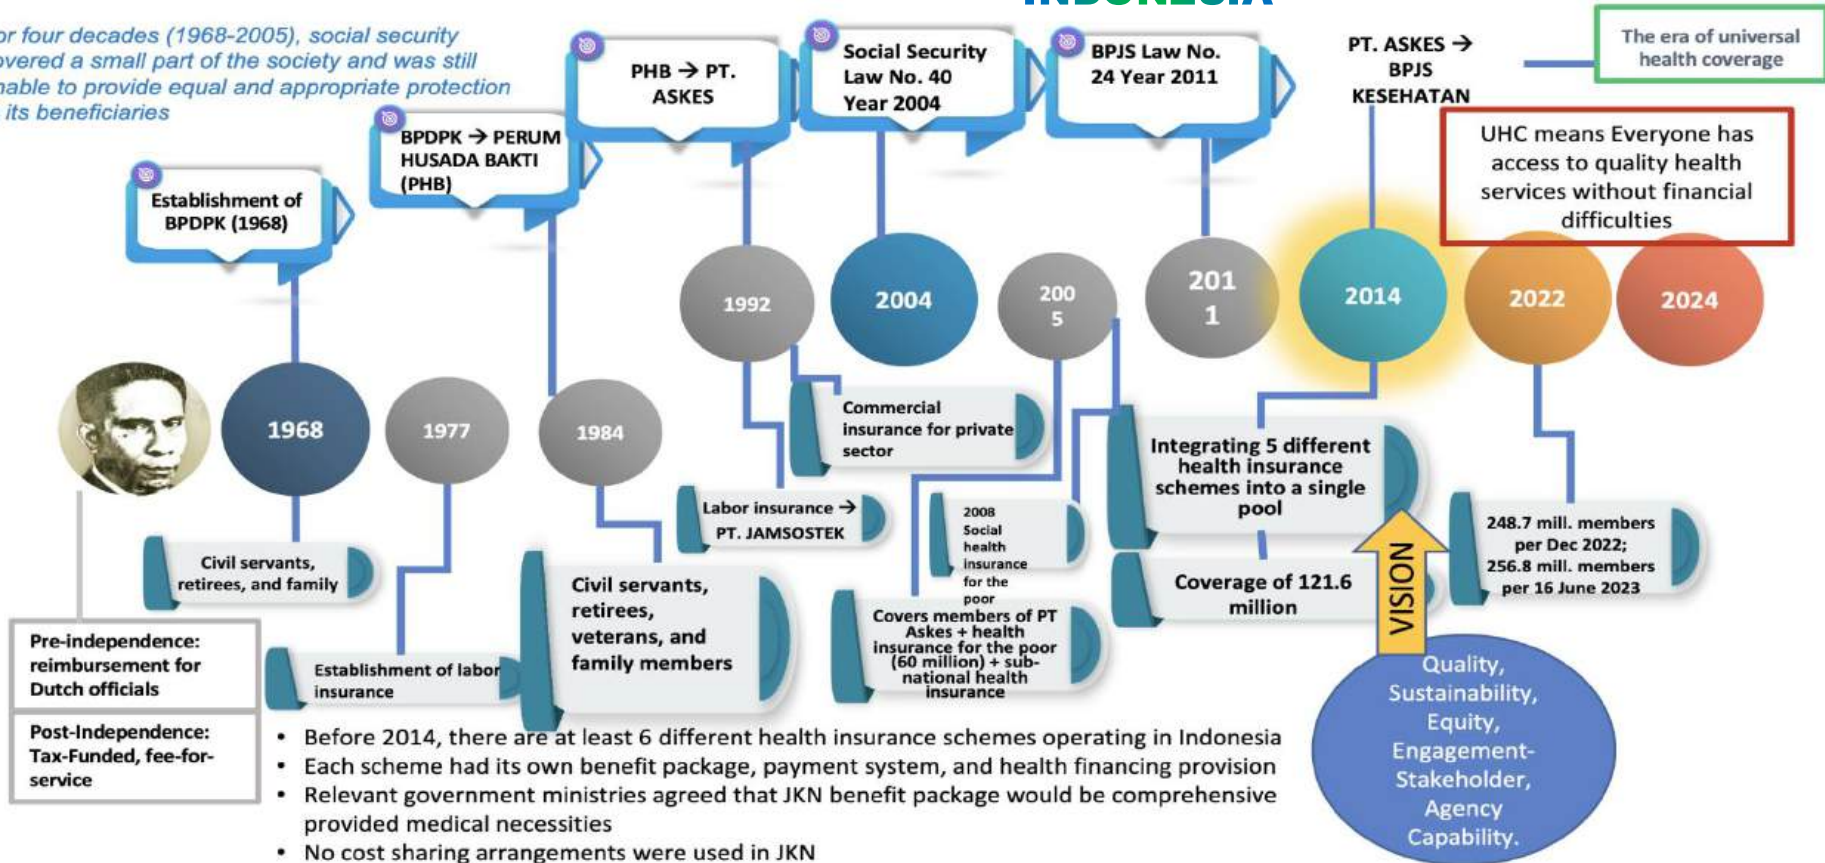 INDONESIA
or four decades (1968-2005), social security
overed a small part of the society and was still
nable to provide equal and appropriate protection
its beneficiaries
Establishment of
BPDPK (1968)
BPDPK → PERUM
HUSADA BAKTI
(PHB)
PHB → PT.
ASKES
Social Security
Law No. 40
Year 2004
BPJS Law No.
24 Year 2011
PT. ASKES →
BPJS
KESEHATAN
The era of universal
health coverage
UHC means Everyone has
access to quality health
services without financial
difficulties
1968
1977
1984
1992
2004
200
5
201
1
2014
2022
2024
Civil servants,
retirees, and family
Establishment of labor
insurance
Civil servants,
retirees,
veterans, and
family members
Labor insurance →
PT. JAMSOSTEK
Commercial
insurance for private
sector
2008
Social
health
insurance
for the
poor
Covers members of PT
Askes + health
insurance for the poor
(60 million) + sub-
national health
insurance
Integrating 5 different
health insurance
schemes into a single
pool
Coverage of 121.6
million
248.7 mill. members
per Dec 2022;
256.8 mill. members
per 16 June 2023
VISION
Quality,
Sustainability,
Equity,
Engagement-
Stakeholder,
Agency
Capability.
Pre-independence:
reimbursement for
Dutch officials
Post-Independence:
Tax-Funded, fee-for-
service
• Before 2014, there are at least 6 different health insurance schemes operating in Indonesia
• Each scheme had its own benefit package, payment system, and health financing provision
• Relevant government ministries agreed that JKN benefit package would be comprehensive
provided medical necessities
• No cost sharing arrangements were used in JKN